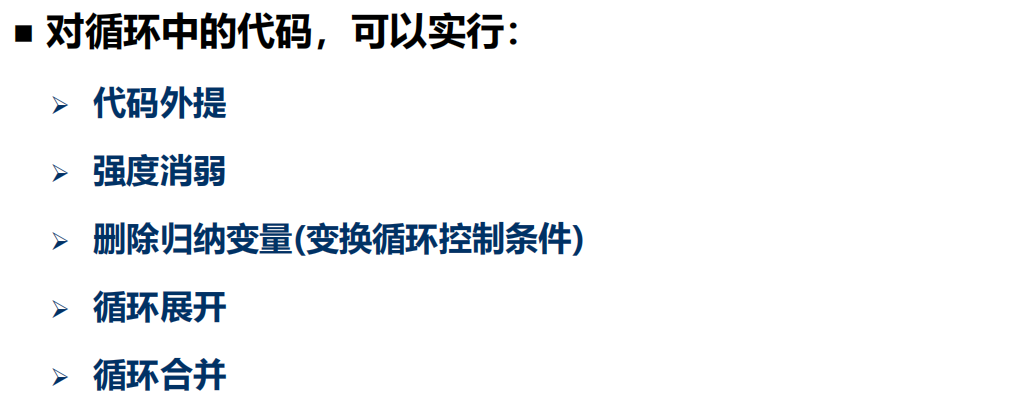 ■ 对循环中的代码，可以实行：
➢ 代码外提
➢ 强度消弱
➢ 删除归纳变量(变换循环控制条件)
➢ 循环展开
➢ 循环合并